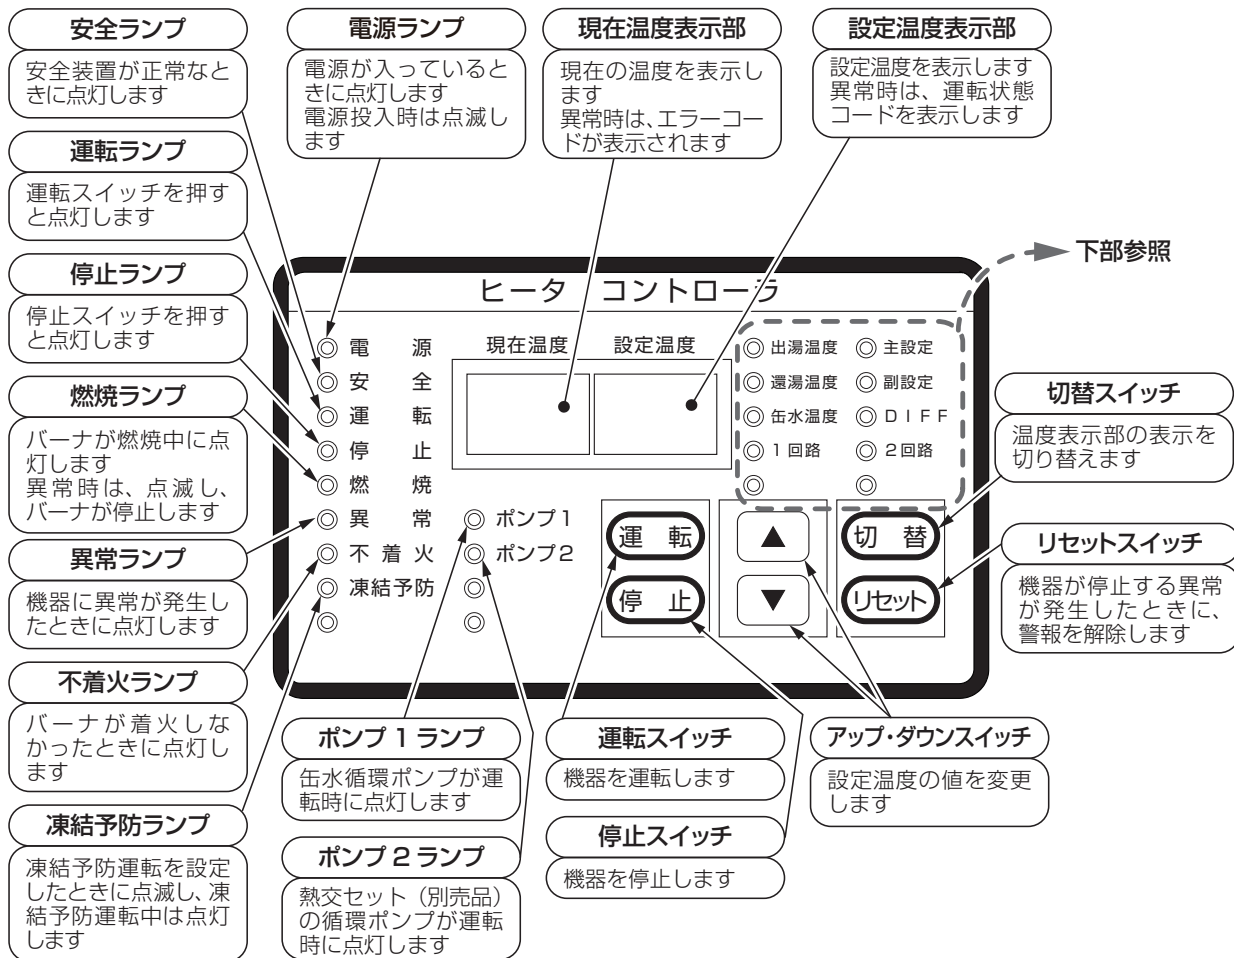 安全ランプ
安全装置が正常なと
きに点灯します
運転ランプ
運転スイッチを押す
と点灯します
停止ランプ
停止スイッチを押す
と点灯します
燃焼ランプ
バーナが燃焼中に点
灯します
異常時は、点滅し、
バーナが停止します
異常ランプ
機器に異常が発生し
たときに点灯します
不着火ランプ
バーナが着火しな
かったときに点灯し
ます
凍結予防ランプ
凍結予防運転を設定
したときに点滅し、凍
結予防運転中は点灯
します
電源ランプ
電源が入っていると
きに点灯します
電源投入時は点滅し
ます
現在温度表示部
現在の温度を表示し
ます
異常時は、エラーコー
ドが表示されます
設定温度表示部
設定温度を表示します
異常時は、運転状態
コードを表示します
下部参照
ヒータ コントローラ
電 源
安 全
運 転
停 止
燃 焼
異 常
不 着 火
凍結予防
ポンプ1
ポンプ2
現在温度
設定温度
出湯温度
主設定
還湯温度
副設定
缶水温度
DIFF
1回路
2回路
運 転
停 止
▲
▼
切 替
リセット
切替スイッチ
温度表示部の表示を
切り替えます
リセットスイッチ
機器が停止する異常
が発生したときに、
警報を解除します
ポンプ 1 ランプ
缶水循環ポンプが運
転時に点灯します
ポンプ 2 ランプ
熱交セット（別売品）
の循環ポンプが運転
時に点灯します
運転スイッチ
機器を運転します
停止スイッチ
機器を停止します
アップ・ダウンスイッチ
設定温度の値を変更
します